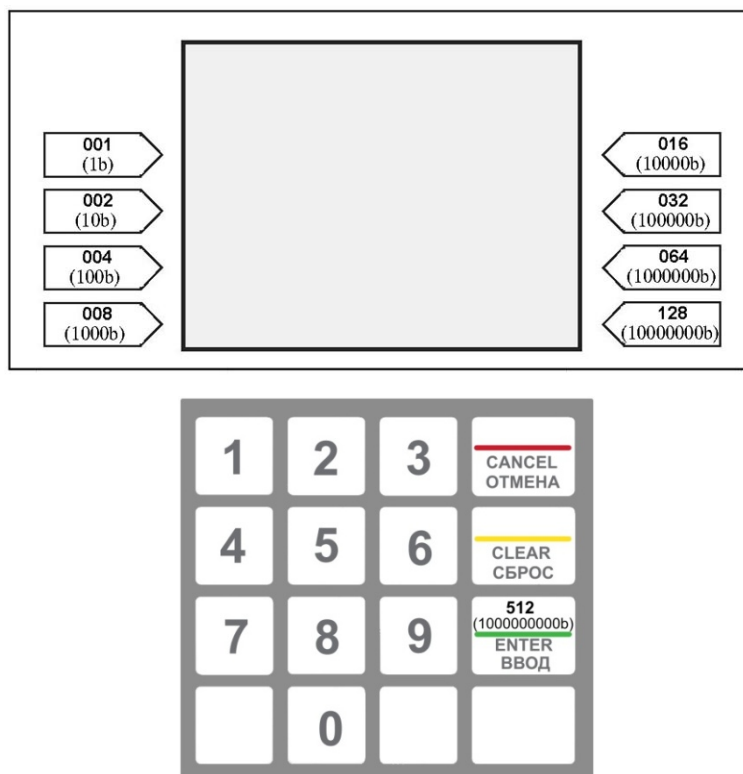 001
(1b)
002
(10b)
004
(100b)
008
(1000b)
016
(10000b)
032
(100000b)
064
(1000000b)
128
(10000000b)
1 2 3
CANCEL
ОТМЕНА
4 5 6
CLEAR
СБРОС
7 8 9
512
(1000000000b)
ENTER
ВВОД
0